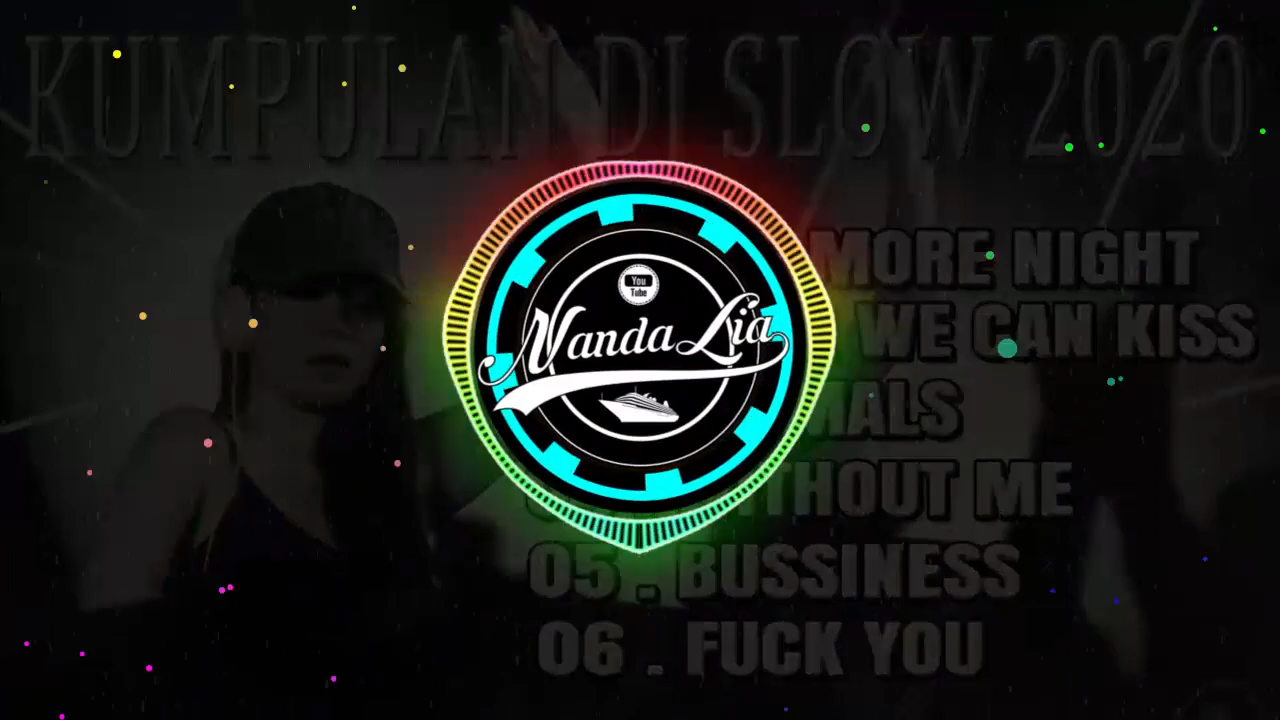 KUMPULAN DJ SLOW 2020
MORE NIGHT
WE CAN KISS
MALS
THOUT ME
05 . BUSSINESS
06 . FUCK YOU
You
Tube
Nanda Lia